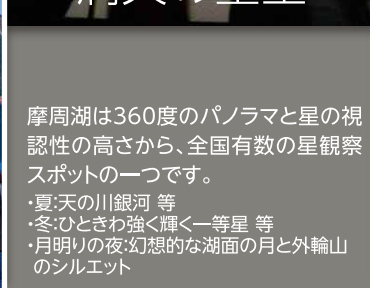 摩周湖は360度のパノラマと星の視
認性の高さから、全国有数の星観察
スポットの一つです。
・夏:天の川銀河 等
・冬:ひときわ強く輝く一等星 等
・月明りの夜:幻想的な湖面の月と外輪山
のシルエット